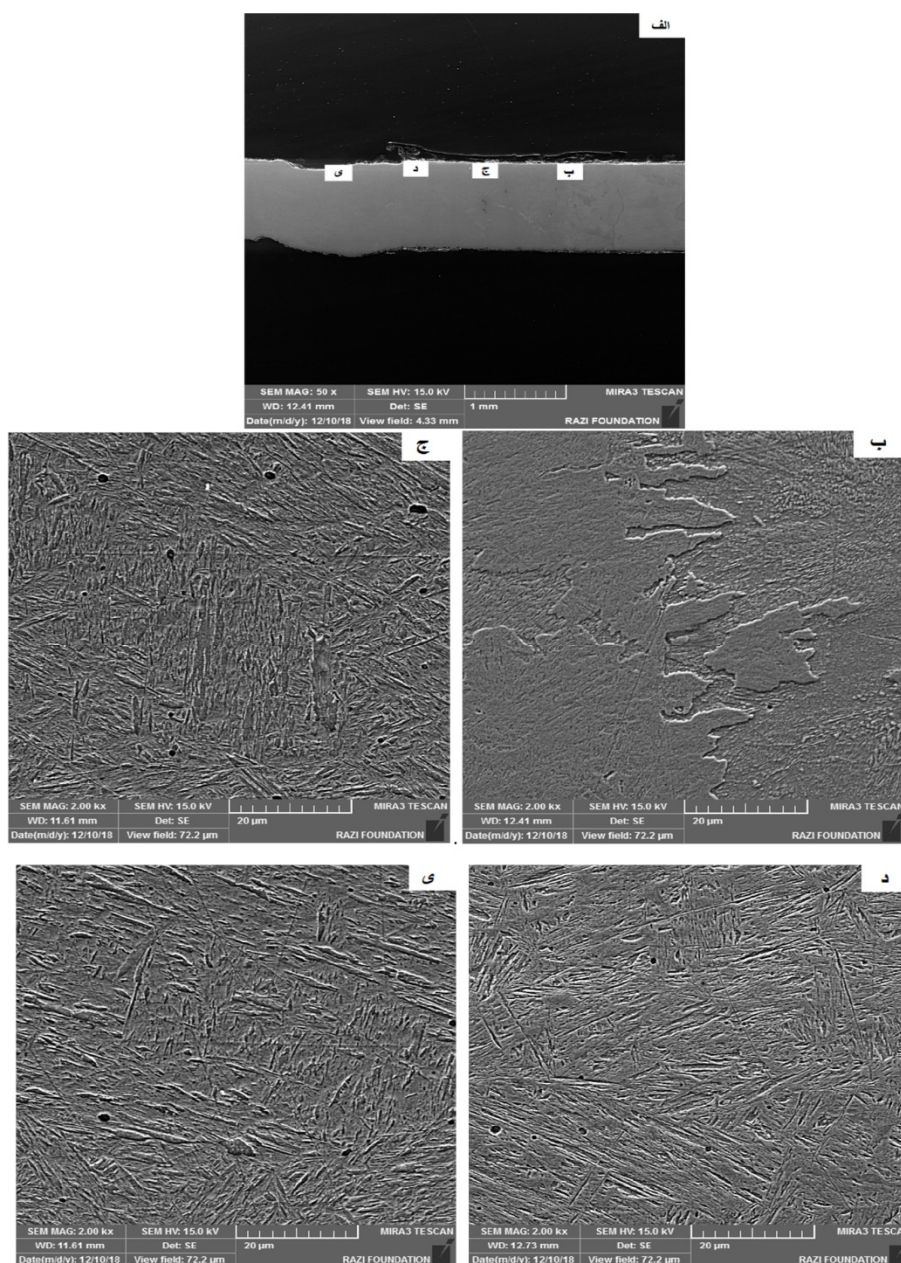 الف
ی
د
ج
ب
SEM MAG: 50 x SEM HV: 15.0 kV MIRA3 TESCAN
WD: 12.41 mm Det: SE 1 mm
Date(m/d/y): 12/10/18 View field: 4.33 mm RAZI FOUNDATION
ج
SEM MAG: 2.00 kx SEM HV: 15.0 kV MIRA3 TESCAN
WD: 11.61 mm Det: SE 20 µm
Date(m/d/y): 12/10/18 View field: 72.2 µm RAZI FOUNDATION
ب
SEM MAG: 2.00 kx SEM HV: 15.0 kV MIRA3 TESCAN
WD: 12.41 mm Det: SE 20 µm
Date(m/d/y): 12/10/18 View field: 72.2 µm RAZI FOUNDATION
ی
SEM MAG: 2.00 kx SEM HV: 15.0 kV MIRA3 TESCAN
WD: 11.61 mm Det: SE 20 µm
Date(m/d/y): 12/10/18 View field: 72.2 µm RAZI FOUNDATION
د
SEM MAG: 2.00 kx SEM HV: 15.0 kV MIRA3 TESCAN
WD: 12.73 mm Det: SE 20 µm
Date(m/d/y): 12/10/18 View field: 72.2 µm RAZI FOUNDATION